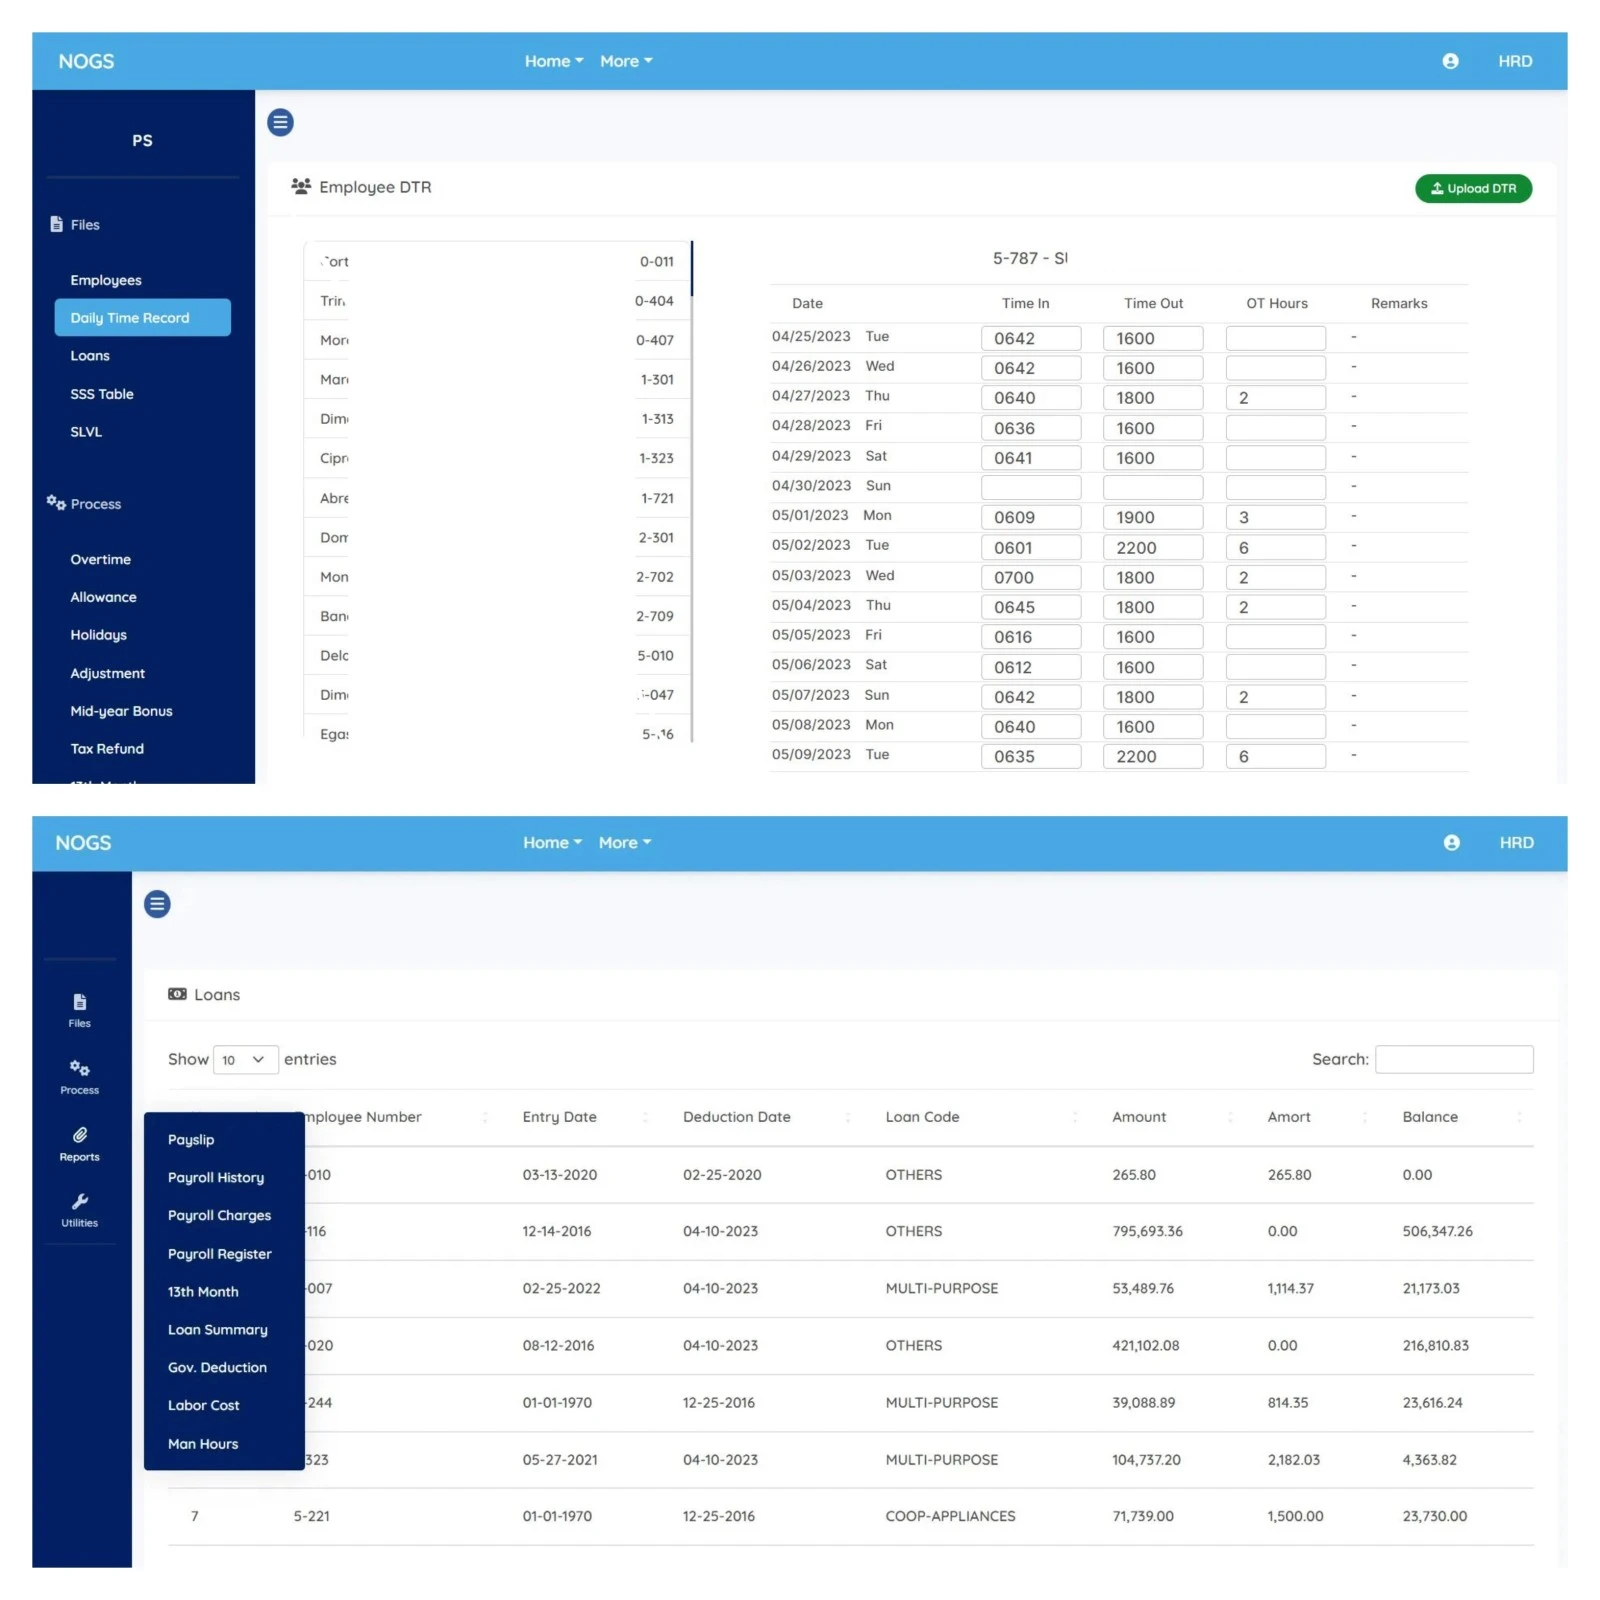 NOGS Home More HRD
PS
Employee DTR Upload DTR
Files
Employees
Daily Time Record
Loans
SSS Table
SLVL
Process
Overtime
Allowance
Holidays
Adjustment
Mid-year Bonus
Tax Refund
0-011
0-404
Mor 0-407
Mar 1-301
Dim 1-313
Cipr 1-323
Abre 1-721
Dom 2-301
Mon 2-702
Ban 2-709
Delc 5-010
Dim -047
Ega
5-787 - S
Date Time In Time Out OT Hours Remarks
04/25/2023 Tue 0642 1600 -
04/26/2023 Wed 0642 1600 -
04/27/2023 Thu 0640 1800 2 -
04/28/2023 Fri 0636 1600 -
04/29/2023 Sat 0641 1600 -
04/30/2023 Sun -
05/01/2023 Mon 0609 1900 3 -
05/02/2023 Tue 0601 2200 6 -
05/03/2023 Wed 0700 1800 2 -
05/04/2023 Thu 0645 1800 2 -
05/05/2023 Fri 0616 1600 -
05/06/2023 Sat 0612 1600 -
05/07/2023 Sun 0642 1800 2 -
05/08/2023 Mon 0640 1600 -
05/09/2023 Tue 0635 2200 6 -
NOGS Home More HRD
Files
Process
Reports
Utilities
Payslip
Payroll History
Payroll Charges
Payroll Register
13th Month
Loan Summary
Gov. Deduction
Labor Cost
Man Hours
Loans
Show 10 entries Search:
mployee Number Entry Date Deduction Date Loan Code Amount Amort Balance
-010 03-13-2020 02-25-2020 OTHERS 265.80 265.80 0.00
-116 12-14-2016 04-10-2023 OTHERS 795,693.36 0.00 506,347.26
-007 02-25-2022 04-10-2023 MULTI-PURPOSE 53,489.76 1,114.37 21,173.03
-020 08-12-2016 04-10-2023 OTHERS 421,102.08 0.00 216,810.83
-244 01-01-1970 12-25-2016 MULTI-PURPOSE 39,088.89 814.35 23,616.24
323 05-27-2021 04-10-2023 MULTI-PURPOSE 104,737.20 2,182.03 4,363.82
7 5-221 01-01-1970 12-25-2016 COOP-APPLIANCES 71,739.00 1,500.00 23,730.00